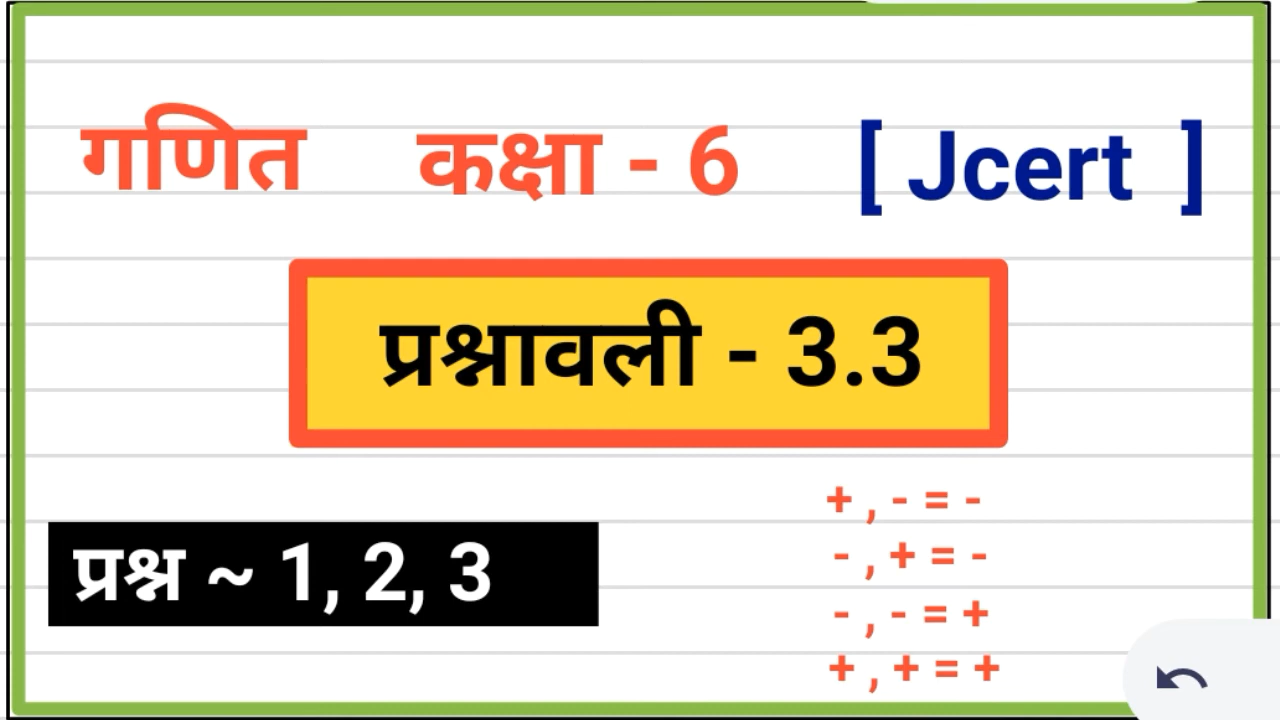 गणित कक्षा - 6 [ Jcert ]
प्रश्नावली - 3.3
+ , - = -
प्रश्न ~ 1, 2, 3
- , + = -
- , - = +
+ , + = +